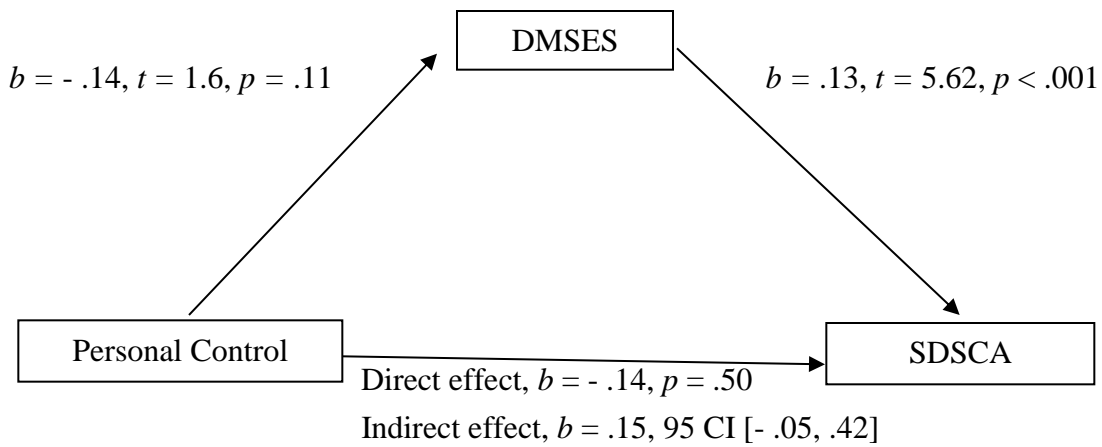 DMSES
b = - .14, t = 1.6, p = .11
b = .13, t = 5.62, p < .001
Personal Control
SDSCA
Direct effect, b = - .14, p = .50
Indirect effect, b = .15, 95 CI [- .05, .42]